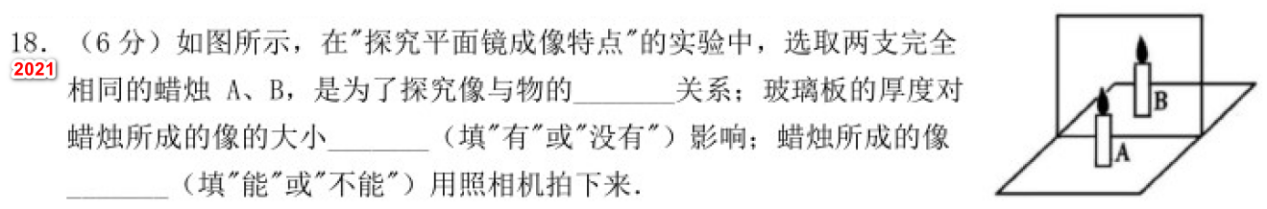 18. （6 分）如图所示，在"探究平面镜成像特点"的实验中，选取两支完全
2021
相同的蜡烛 A、B，是为了探究像与物的_______关系；玻璃板的厚度对
蜡烛所成的像的大小_______（填"有"或"没有"）影响；蜡烛所成的像
_______（填"能"或"不能"）用照相机拍下来.
B
A